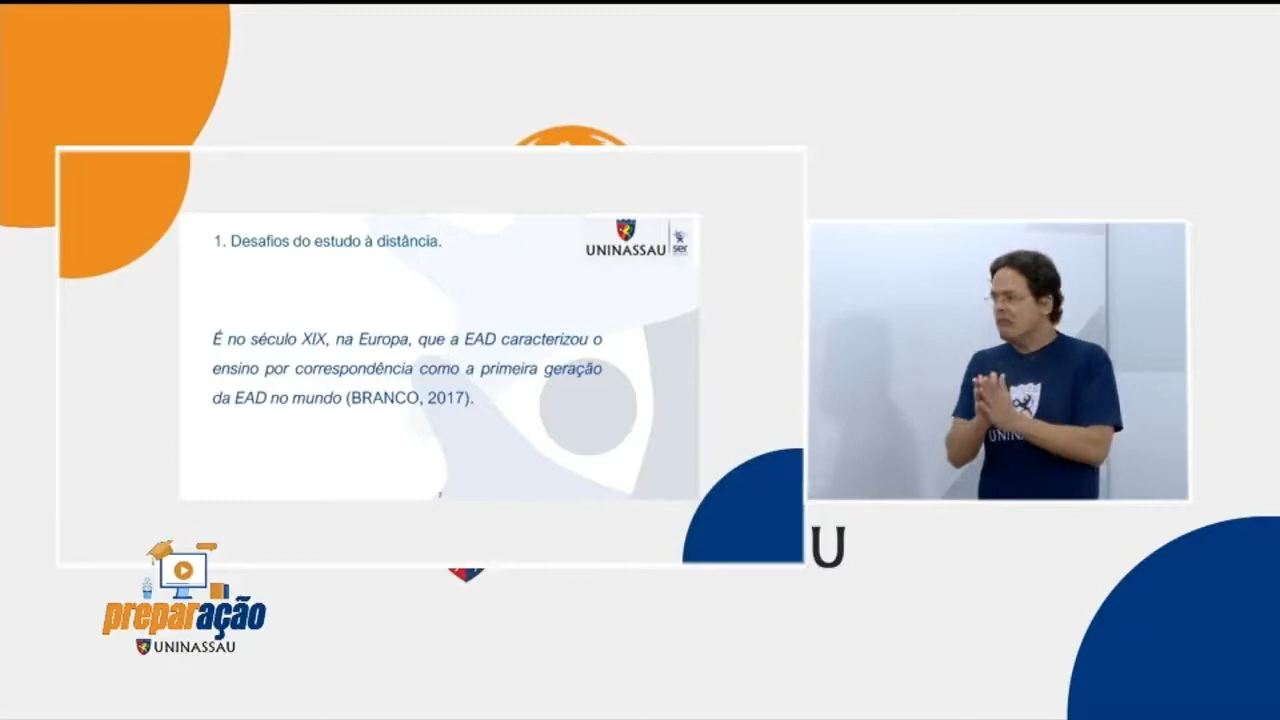 1. Desafios do estudo à distância.
UNINASSAU
ser
É no século XIX, na Europa, que a EAD caracterizou o
ensino por correspondência como a primeira geração
da EAD no mundo (BRANCO, 2017).
UNIN
U
preparação
UNINASSAU